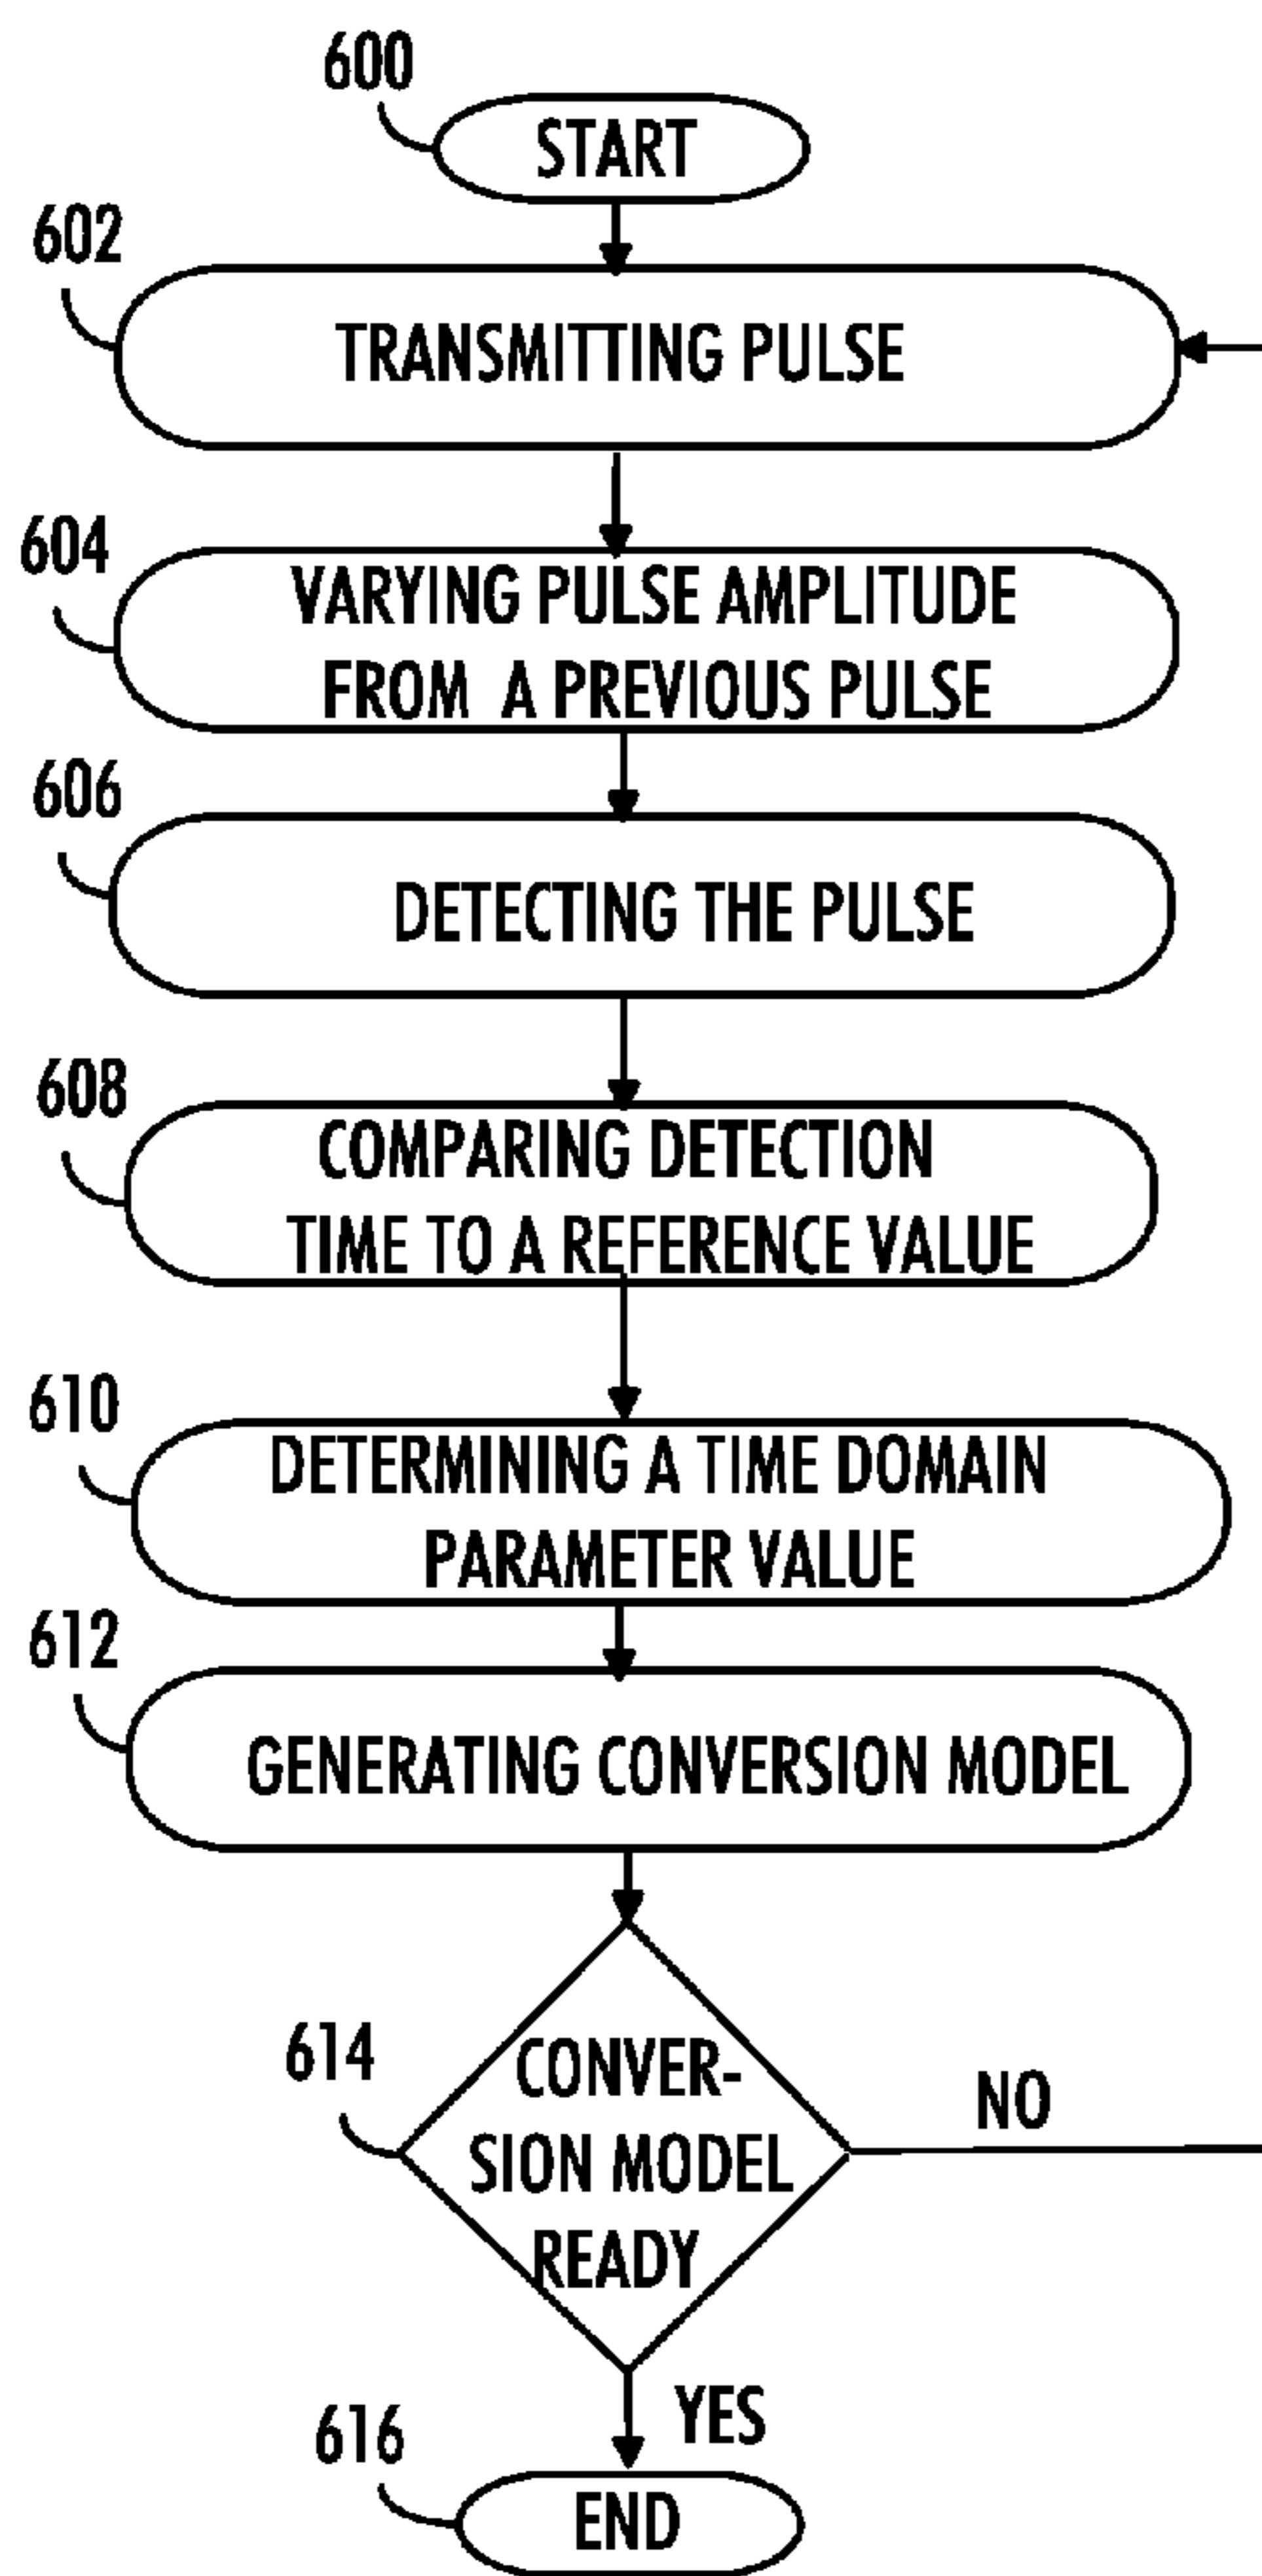 600
START
602
TRANSMITTING PULSE
604
VARYING PULSE AMPLITUDE
FROM A PREVIOUS PULSE
606
DETECTING THE PULSE
608
COMPARING DETECTION
TIME TO A REFERENCE VALUE
610
DETERMINING A TIME DOMAIN
PARAMETER VALUE
612
GENERATING CONVERSION MODEL
614
CONVER-
SION MODEL
READY
NO
YES
616
END